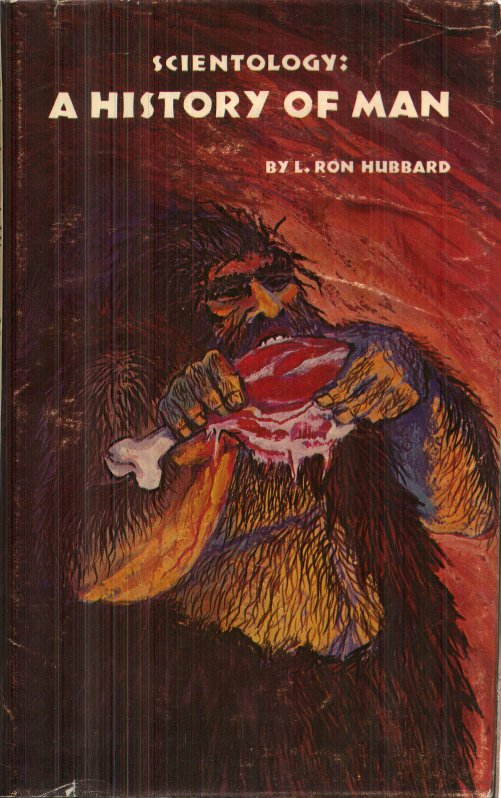 SCIENTOLOGY:
A HISTORY OF MAN
BY L. RON HUBBARD